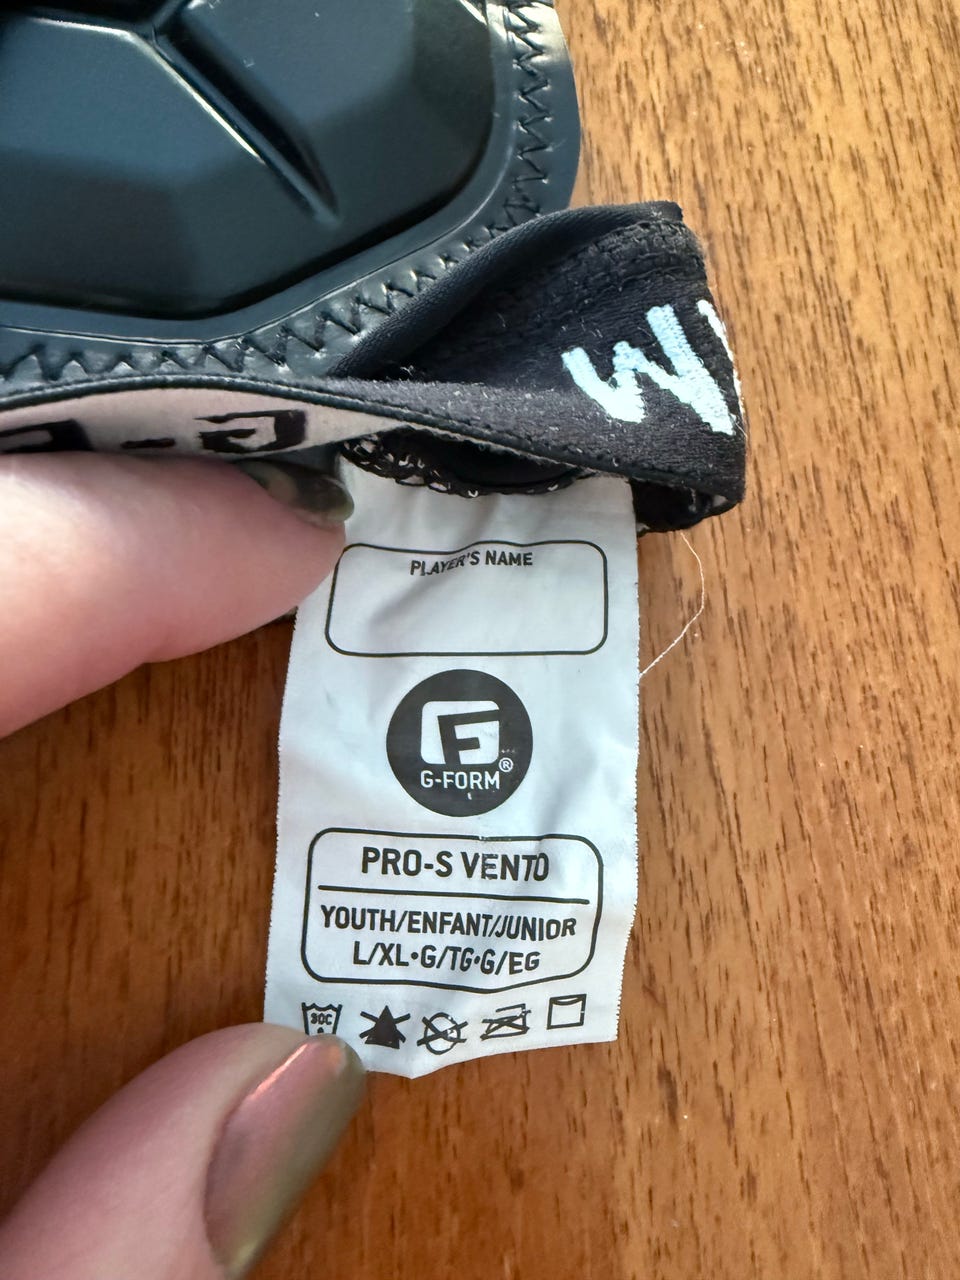 W
G-
PLAYER'S NAME
G-FORM®
PRO-S VENTO
YOUTH/ENFANT/JUNIOR
L/XL•G/TG•G/EG
30C